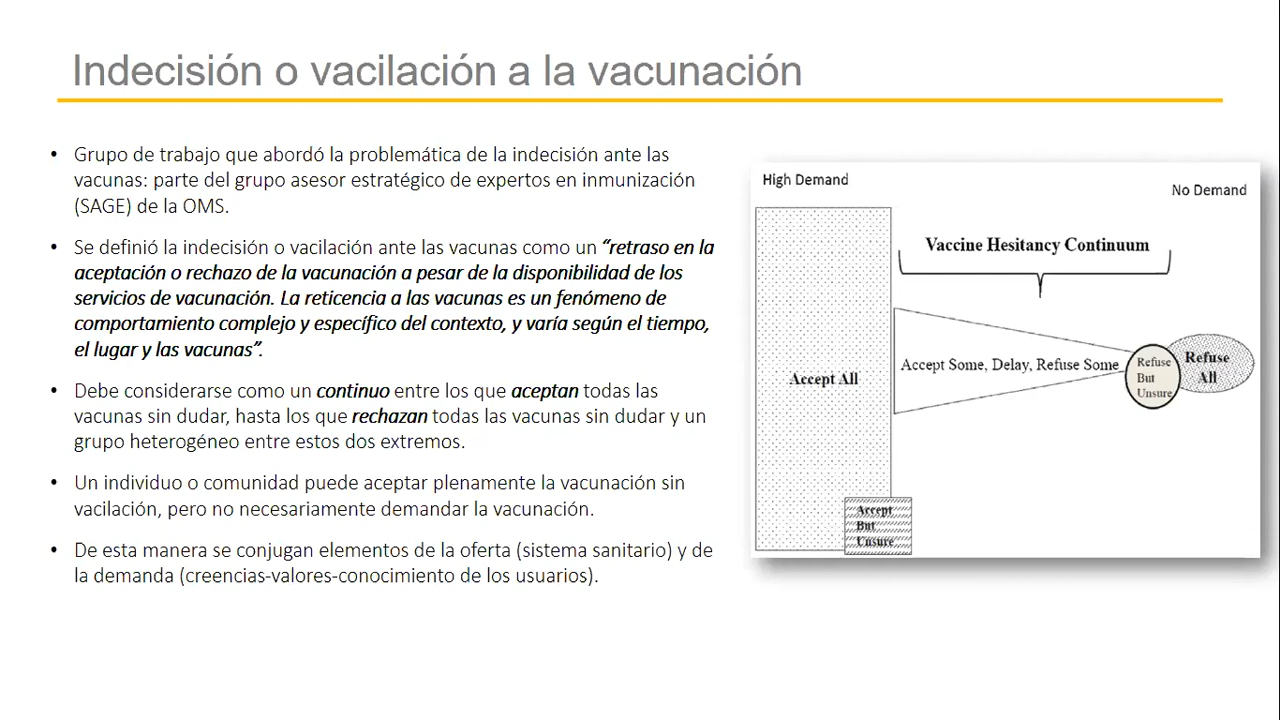 Indecisión o vacilación a la vacunación
• Grupo de trabajo que abordó la problemática de la indecisión ante las
vacunas: parte del grupo asesor estratégico de expertos en inmunización
(SAGE) de la OMS.
• Se definió la indecisión o vacilación ante las vacunas como un “retraso en la
aceptación o rechazo de la vacunación a pesar de la disponibilidad de los
servicios de vacunación. La reticencia a las vacunas es un fenómeno de
comportamiento complejo y específico del contexto, y varía según el tiempo,
el lugar y las vacunas”.
• Debe considerarse como un continuo entre los que aceptan todas las
vacunas sin dudar, hasta los que rechazan todas las vacunas sin dudar y un
grupo heterogéneo entre estos dos extremos.
• Un individuo o comunidad puede aceptar plenamente la vacunación sin
vacilación, pero no necesariamente demandar la vacunación.
• De esta manera se conjugan elementos de la oferta (sistema sanitario) y de
la demanda (creencias-valores-conocimiento de los usuarios).
High Demand
No Demand
Vaccine Hesitancy Continuum
Accept All
Accept Some, Delay, Refuse Some
Refuse
But
Unsure
Refuse
All
Accept
But
Unsure